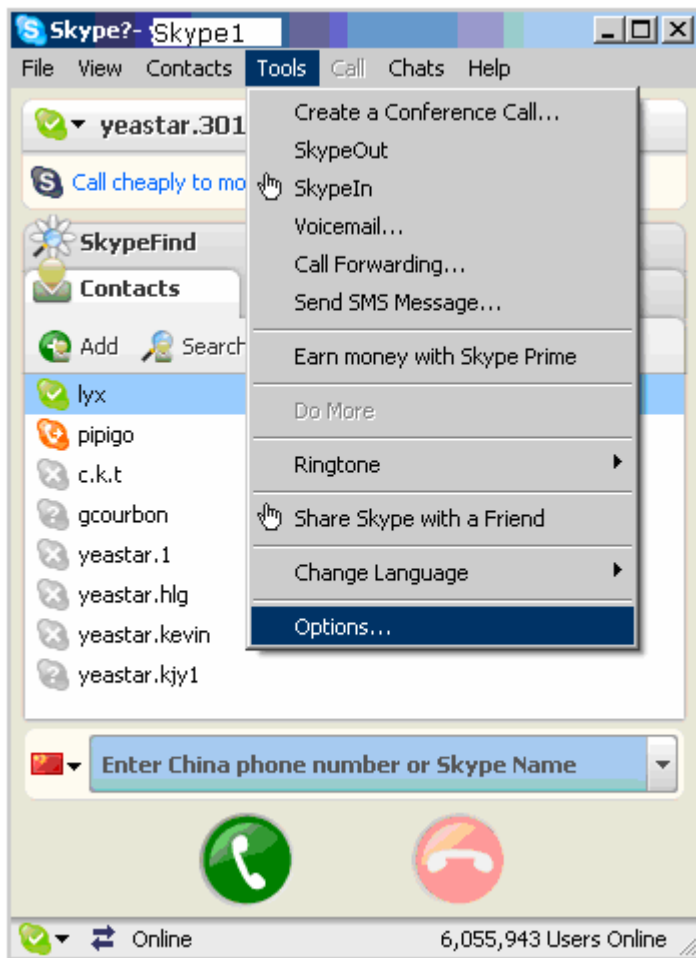 Skype?- Skype1
File View Contacts Tools Call Chats Help
yeastar.301
Call cheaply to mo
SkypeFind
Contacts
Add Search
lyx
pipigo
c.k.t
gcourbon
yeastar.1
yeastar.hlg
yeastar.kevin
yeastar.kjy1
Create a Conference Call...
SkypeOut
SkypeIn
Voicemail...
Call Forwarding...
Send SMS Message...
Earn money with Skype Prime
Do More
Ringtone
Share Skype with a Friend
Change Language
Options...
Enter China phone number or Skype Name
Online 6,055,943 Users Online